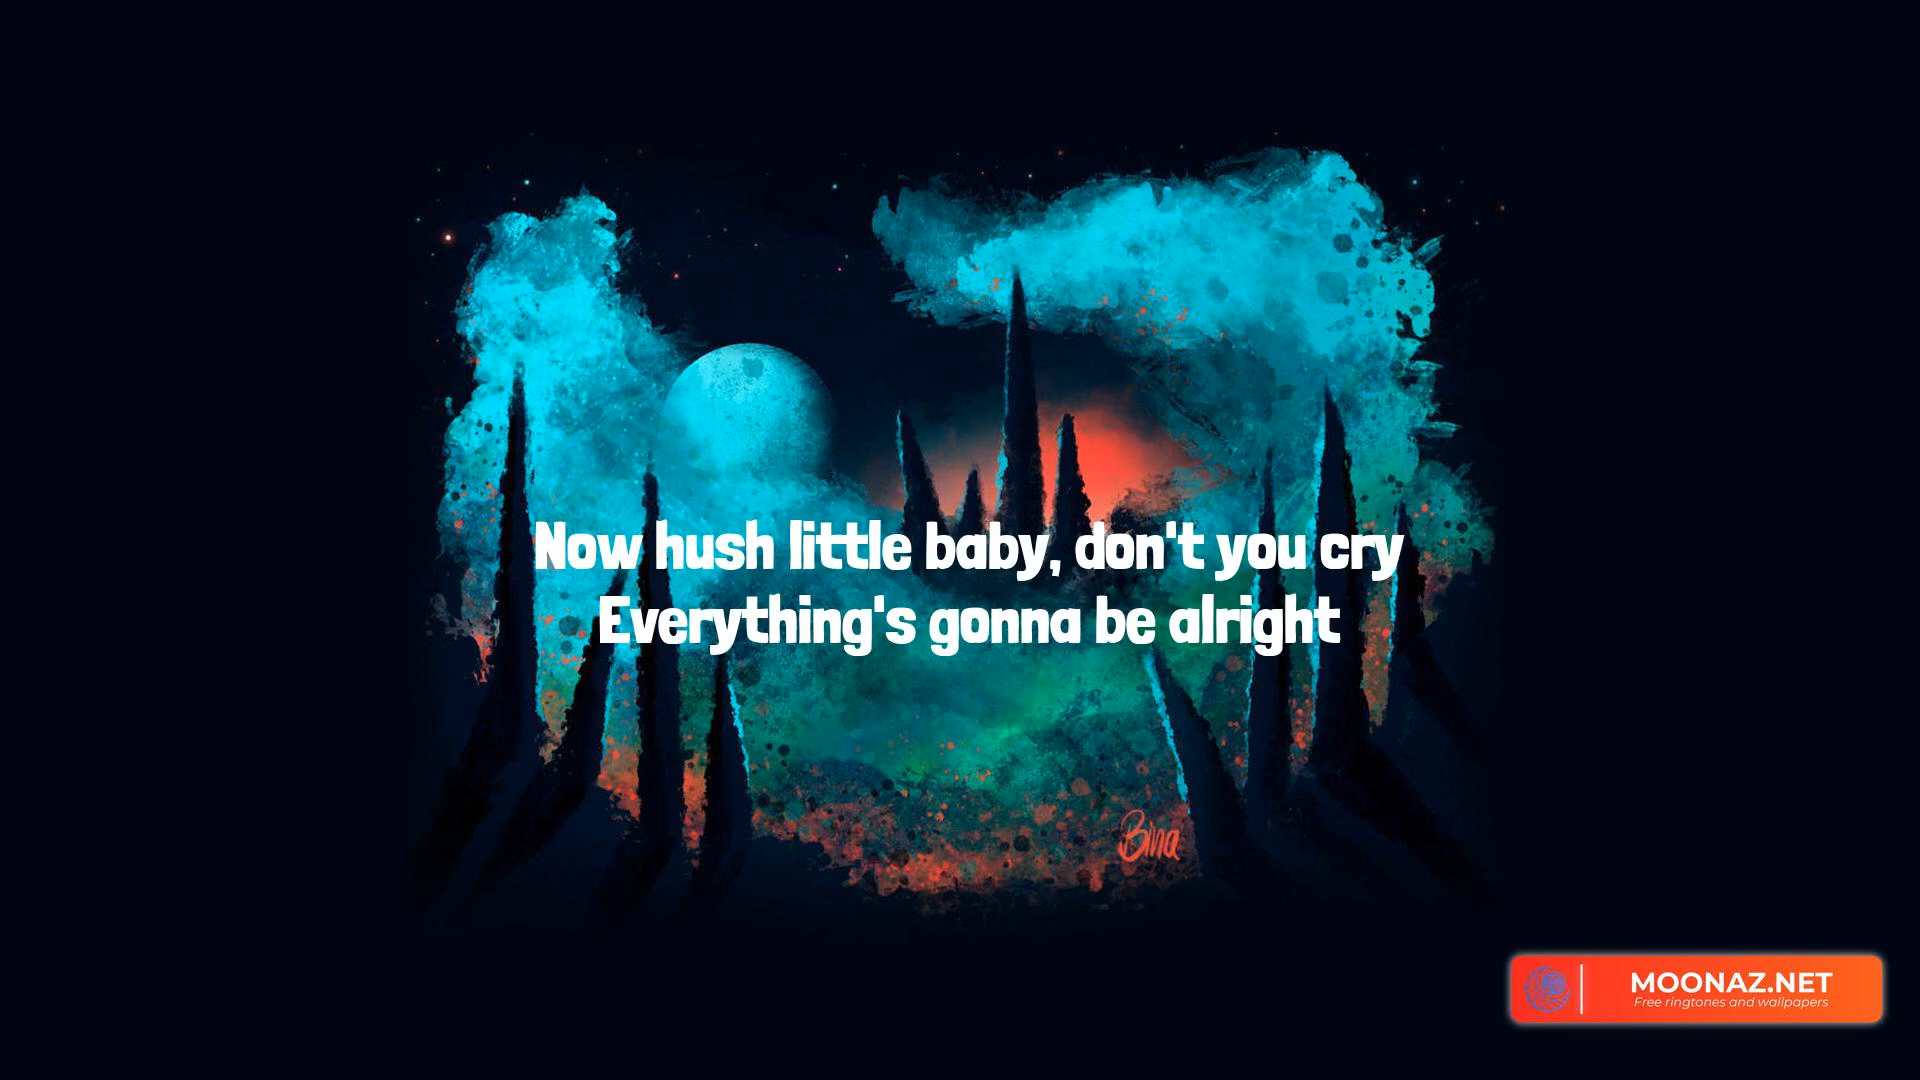 Now hush little baby, don't you cry
Everything's gonna be alright
Bina
MOONAZ.NET
Free ringtones and wallpapers